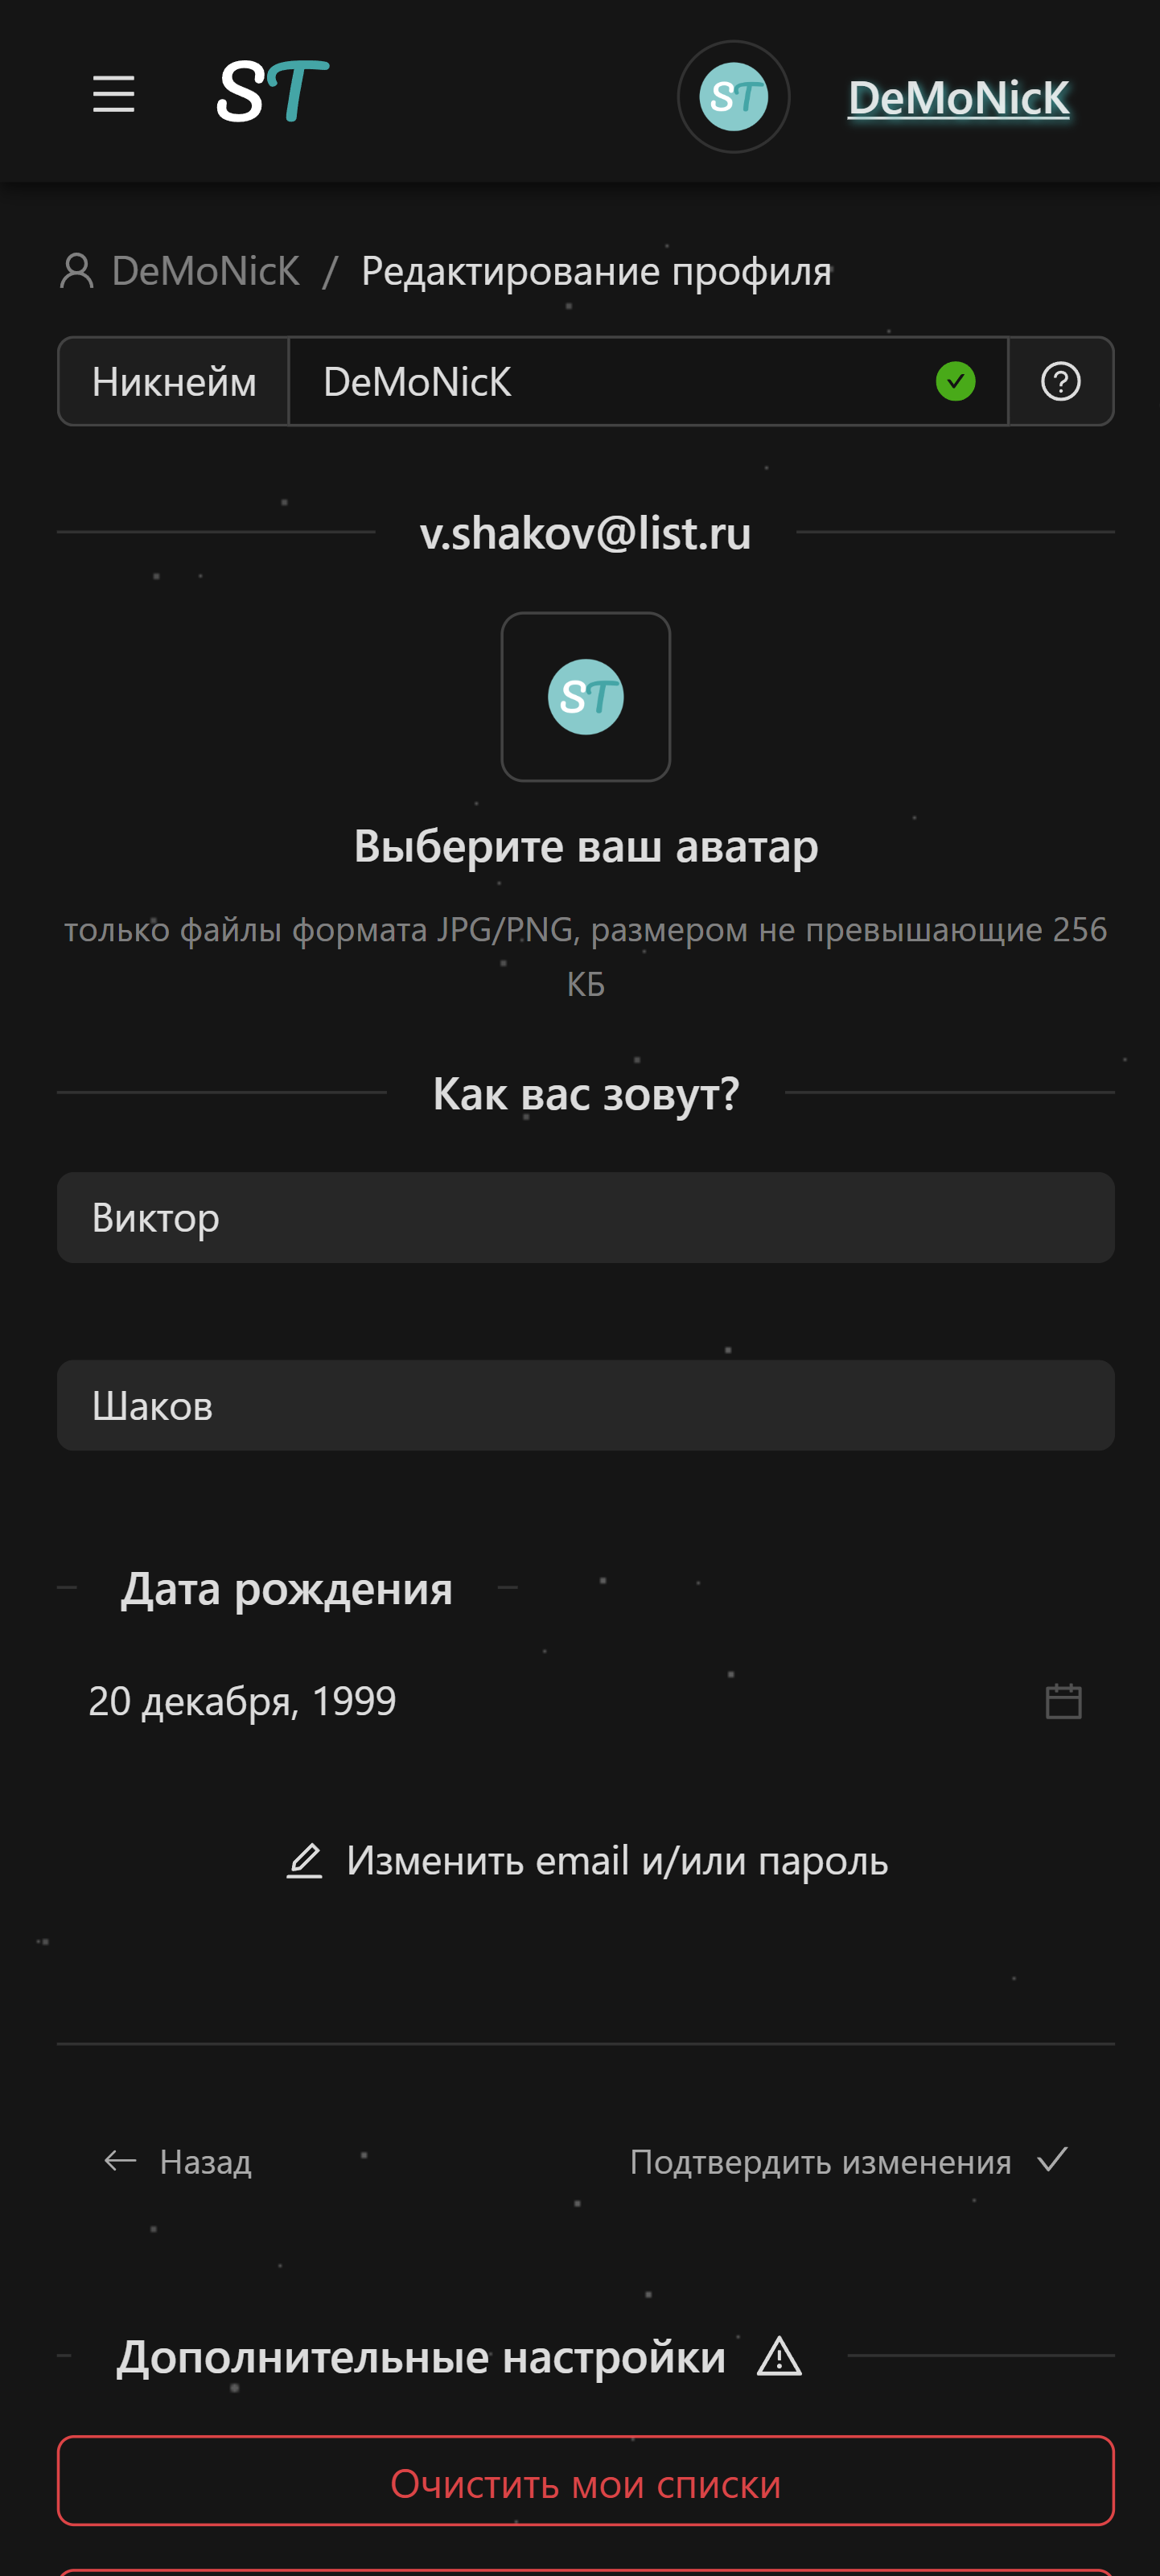 ST
ST
DeMoNicK
DeMoNicK / Редактирование профиля
Никнейм
DeMoNicK
v.shakov@list.ru
ST
Выберите ваш аватар
только файлы формата JPG/PNG, размером не превышающие 256
КБ
Как вас зовут?
Виктор
Шаков
Дата рождения
20 декабря, 1999
Изменить email и/или пароль
Назад
Подтвердить изменения
Дополнительные настройки
Очистить мои списки